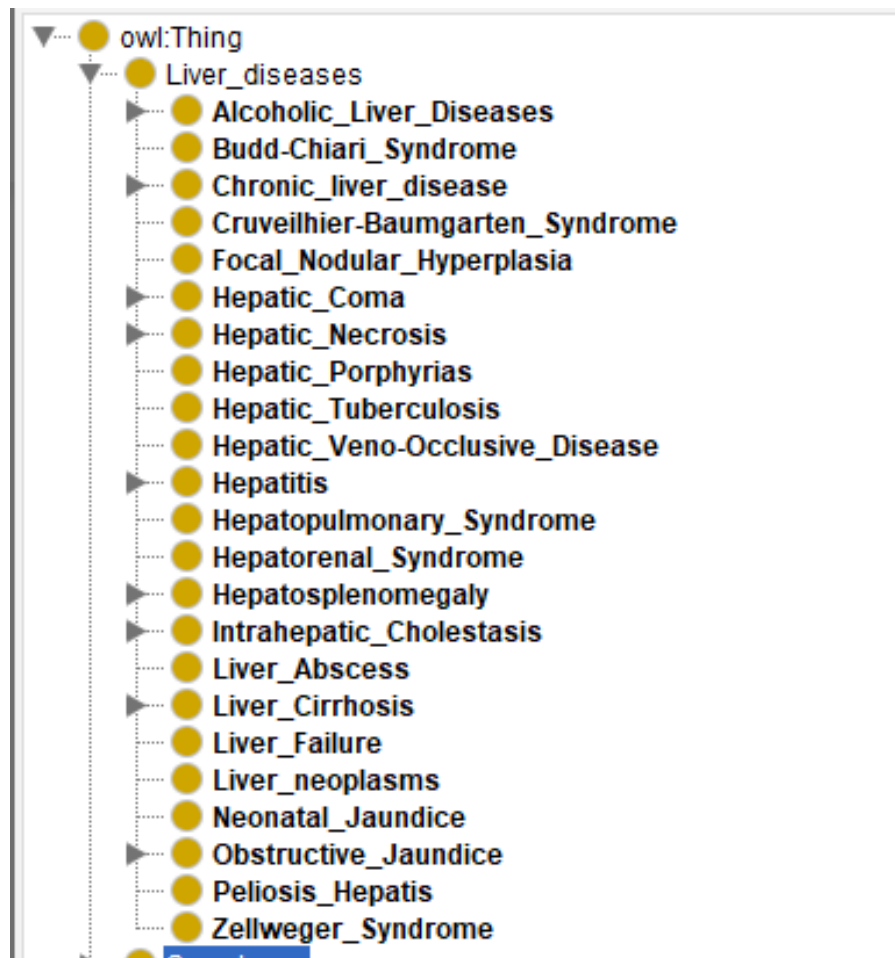 owl:Thing
Liver_diseases
Alcoholic_Liver_Diseases
Budd-Chiari_Syndrome
Chronic_liver_disease
Cruveilhier-Baumgarten_Syndrome
Focal_Nodular_Hyperplasia
Hepatic_Coma
Hepatic_Necrosis
Hepatic_Porphyrias
Hepatic_Tuberculosis
Hepatic_Veno-Occlusive_Disease
Hepatitis
Hepatopulmonary_Syndrome
Hepatorenal_Syndrome
Hepatosplenomegaly
Intrahepatic_Cholestasis
Liver_Abscess
Liver_Cirrhosis
Liver_Failure
Liver_neoplasms
Neonatal_Jaundice
Obstructive_Jaundice
Peliosis_Hepatis
Zellweger_Syndrome